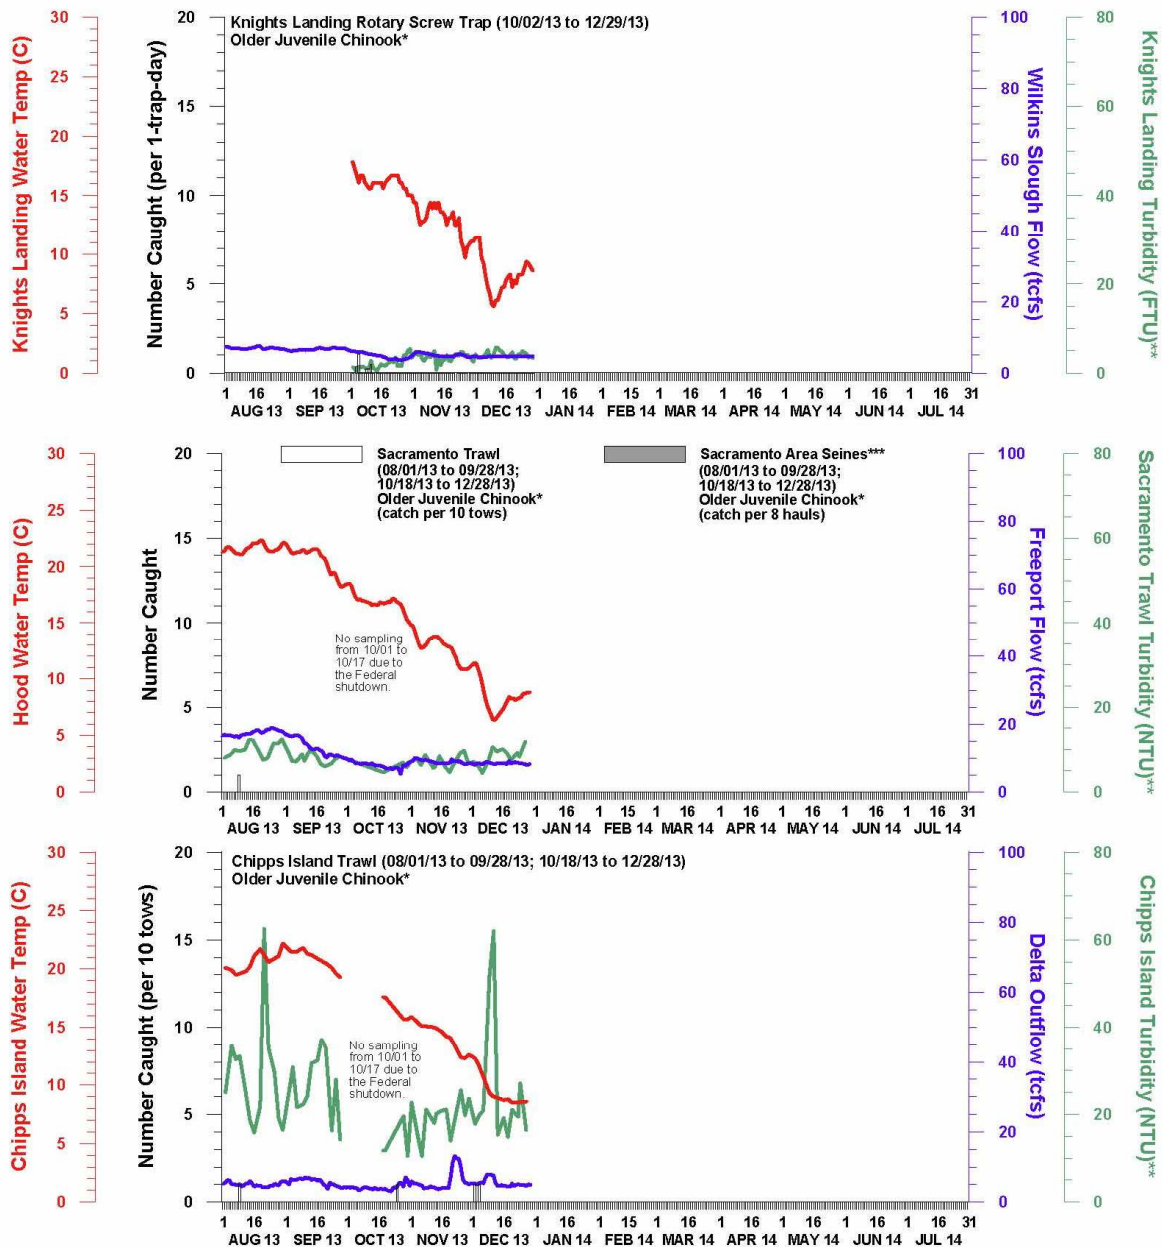 Knights Landing Rotary Screw Trap (10/02/13 to 12/29/13)
Older Juvenile Chinook*
Knights Landing Water Temp (C)
30
25
20
15
10
5
0
Number Caught (per 1-trap-day)
20
15
10
5
0
Wilkins Slough Flow (tcfs)
100
80
60
40
20
0
Knights Landing Turbidity (FTU)**
80
60
40
20
0
1 16 1 16 1 16 1 16 1 16 1 16 1 15 1 16 1 16 1 16 1 16 1 16 31
AUG 13 SEP 13 OCT 13 NOV 13 DEC 13 JAN 14 FEB 14 MAR 14 APR 14 MAY 14 JUN 14 JUL 14
Sacramento Trawl
(08/01/13 to 09/28/13;
10/18/13 to 12/28/13)
Older Juvenile Chinook*
(catch per 10 tows)
Sacramento Area Seines***
(08/01/13 to 09/28/13;
10/18/13 to 12/28/13)
Older Juvenile Chinook*
(catch per 8 hauls)
Hood Water Temp (C)
30
25
20
15
10
5
0
Number Caught
20
15
10
5
0
No sampling
from 10/01 to
10/17 due to
the Federal
shutdown.
Freeport Flow (tcfs)
100
80
60
40
20
0
Sacramento Trawl Turbidity (NTU)**
80
60
40
20
0
1 16 1 16 1 16 1 16 1 16 1 16 1 15 1 16 1 16 1 16 1 16 1 16 31
AUG 13 SEP 13 OCT 13 NOV 13 DEC 13 JAN 14 FEB 14 MAR 14 APR 14 MAY 14 JUN 14 JUL 14
Chipps Island Trawl (08/01/13 to 09/28/13; 10/18/13 to 12/28/13)
Older Juvenile Chinook*
Chipps Island Water Temp (C)
30
25
20
15
10
5
0
Number Caught (per 10 tows)
20
15
10
5
0
No sampling
from 10/01 to
10/17 due to
the Federal
shutdown.
Delta Outflow (tcfs)
100
80
60
40
20
0
Chipps Island Turbidity (NTU)**
80
60
40
20
0
1 16 1 16 1 16 1 16 1 16 1 16 1 15 1 16 1 16 1 16 1 16 1 16 31
AUG 13 SEP 13 OCT 13 NOV 13 DEC 13 JAN 14 FEB 14 MAR 14 APR 14 MAY 14 JUN 14 JUL 14